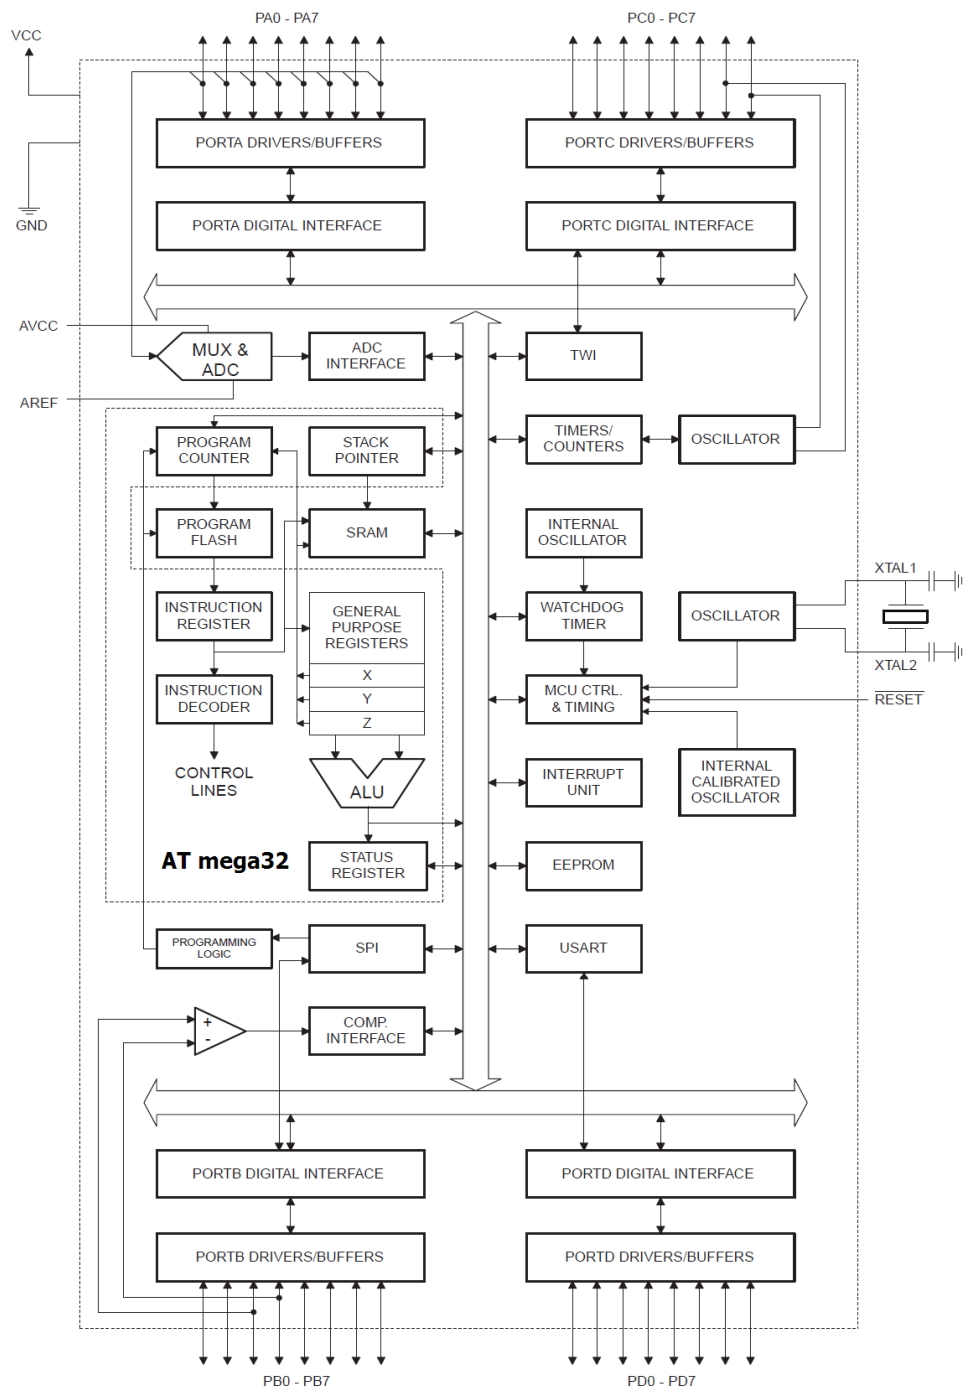 PA0 - PA7
PC0 - PC7
VCC
PORTA DRIVERS/BUFFERS
PORTC DRIVERS/BUFFERS
GND
PORTA DIGITAL INTERFACE
PORTC DIGITAL INTERFACE
AVCC
MUX &
ADC
ADC
INTERFACE
TWI
AREF
PROGRAM
COUNTER
STACK
POINTER
TIMERS/
COUNTERS
OSCILLATOR
PROGRAM
FLASH
SRAM
INTERNAL
OSCILLATOR
XTAL1
INSTRUCTION
REGISTER
GENERAL
PURPOSE
REGISTERS
WATCHDOG
TIMER
OSCILLATOR
XTAL2
X
Y
Z
INSTRUCTION
DECODER
MCU CTRL.
& TIMING
RESET
CONTROL
LINES
ALU
INTERRUPT
UNIT
INTERNAL
CALIBRATED
OSCILLATOR
AT mega32
STATUS
REGISTER
EEPROM
PROGRAMMING
LOGIC
SPI
USART
+
-
COMP.
INTERFACE
PORTB DIGITAL INTERFACE
PORTD DIGITAL INTERFACE
PORTB DRIVERS/BUFFERS
PORTD DRIVERS/BUFFERS
PB0 - PB7
PD0 - PD7